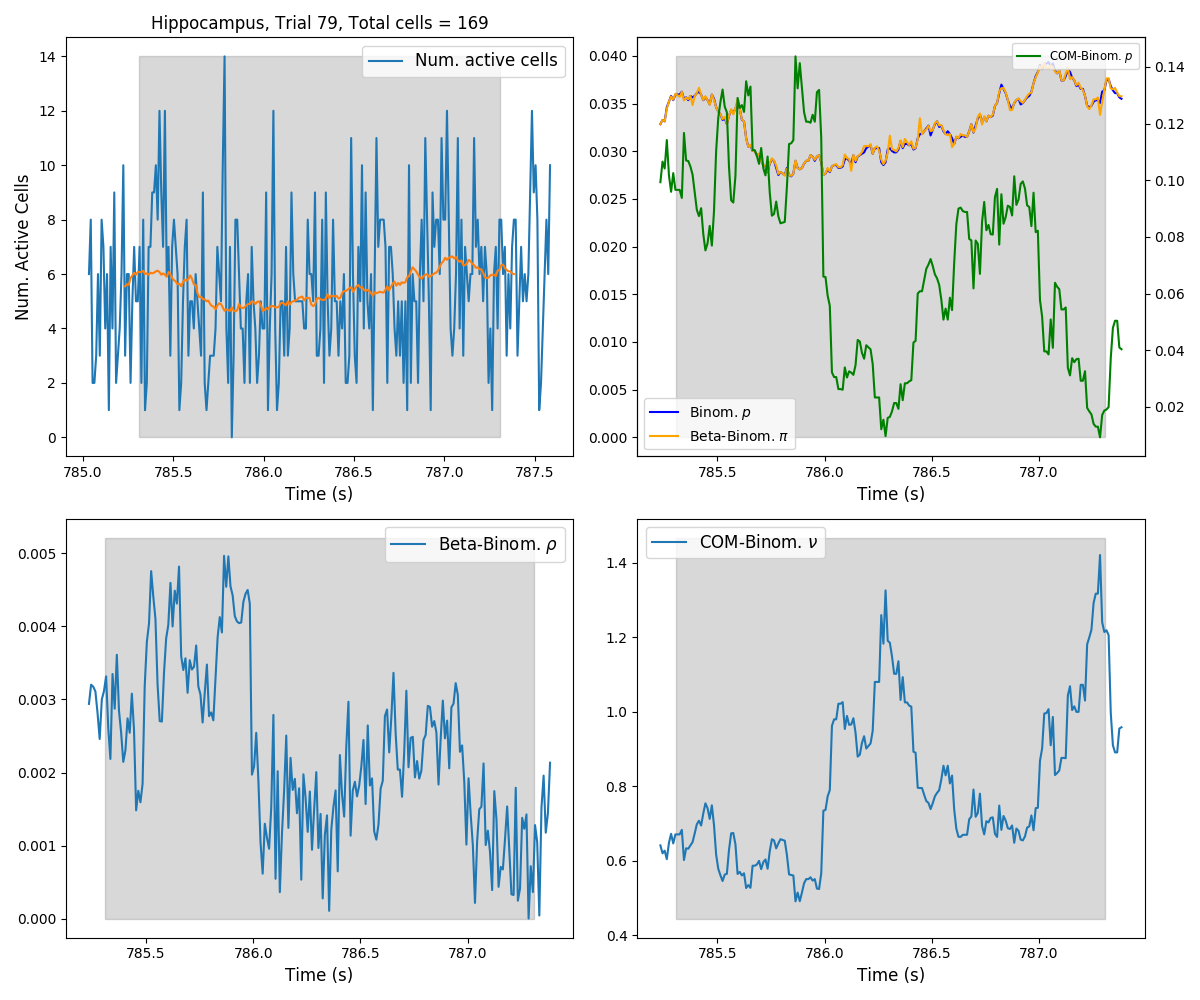 Hippocampus, Trial 79, Total cells = 169
Num. Active Cells
14
12
10
8
6
4
2
0
Num. active cells
785.0 785.5 786.0 786.5 787.0 787.5
Time (s)
0.040
0.035
0.030
0.025
0.020
0.015
0.010
0.005
0.000
COM-Binom. p
0.14
0.12
0.10
0.08
0.06
0.04
0.02
Binom. p
Beta-Binom. π
785.5 786.0 786.5 787.0
Time (s)
0.005
0.004
0.003
0.002
0.001
0.000
Beta-Binom. ρ
785.5 786.0 786.5 787.0
Time (s)
1.4
1.2
1.0
0.8
0.6
0.4
COM-Binom. ν
785.5 786.0 786.5 787.0
Time (s)